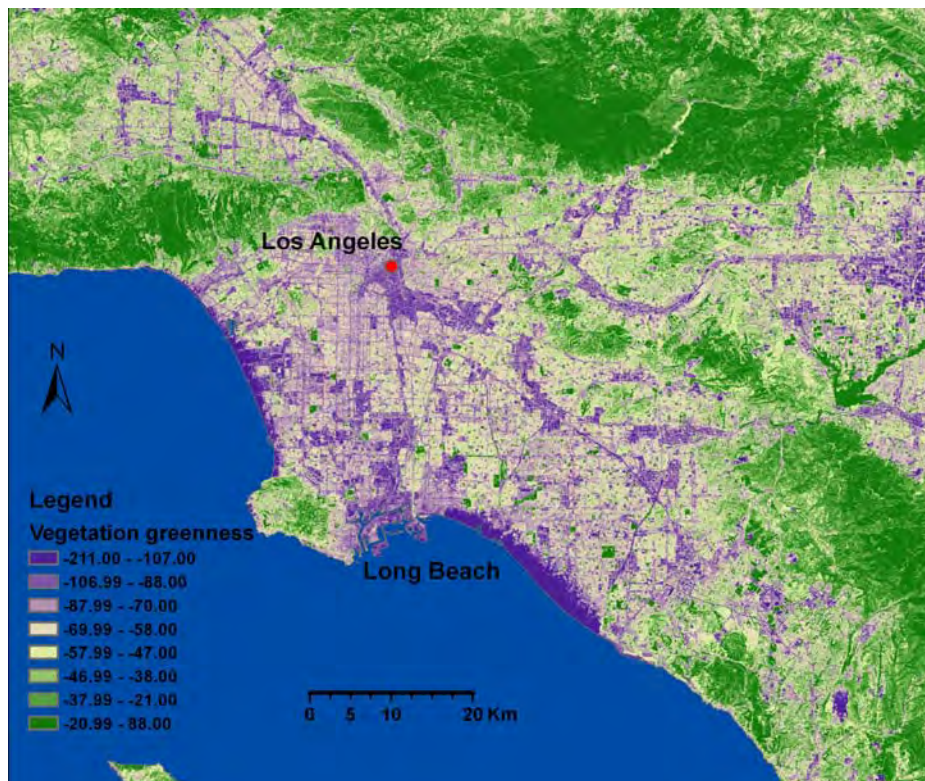 Los Angeles
N
Legend
Vegetation greenness
-211.00 - -107.00
-106.99 - -88.00
-87.99 - -70.00
-69.99 - -58.00
-57.99 - -47.00
-46.99 - -38.00
-37.99 - -21.00
-20.99 - 88.00
Long Beach
0 5 10 20 Km